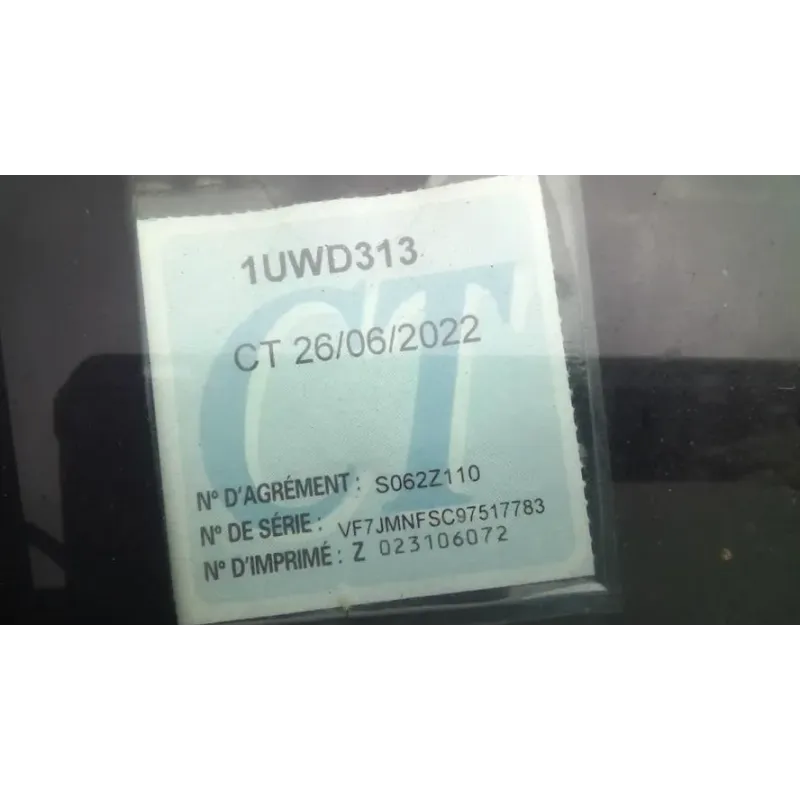 1UWD313
CT
CT 26/06/2022
N° D'AGRÉMENT : S062Z110
N° DE SÉRIE : VF7JMNFSC97517783
N° D'IMPRIMÉ : Z 023106072